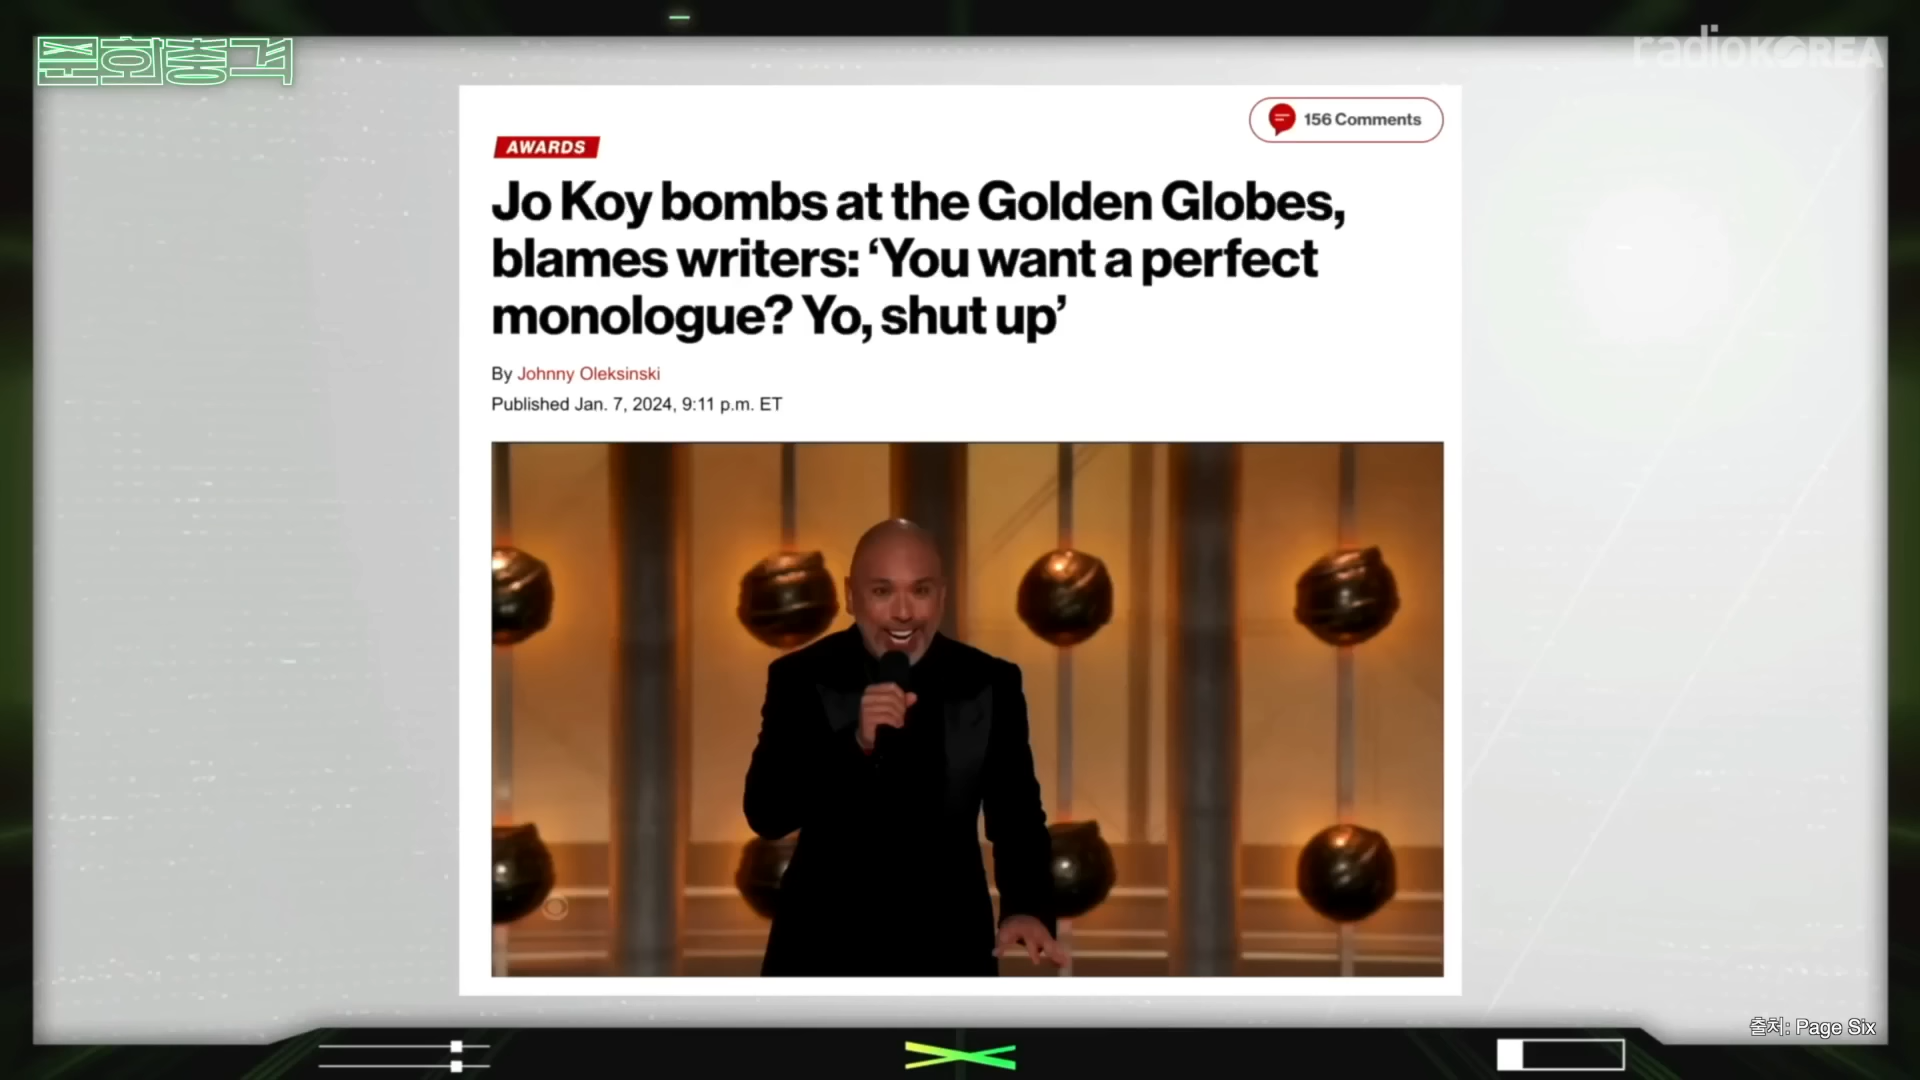 문화충격
radioKOREA
156 Comments
AWARDS
Jo Koy bombs at the Golden Globes,
blames writers: ‘You want a perfect
monologue? Yo, shut up’
By Johnny Oleksinski
Published Jan. 7, 2024, 9:11 p.m. ET
출처: Page Six